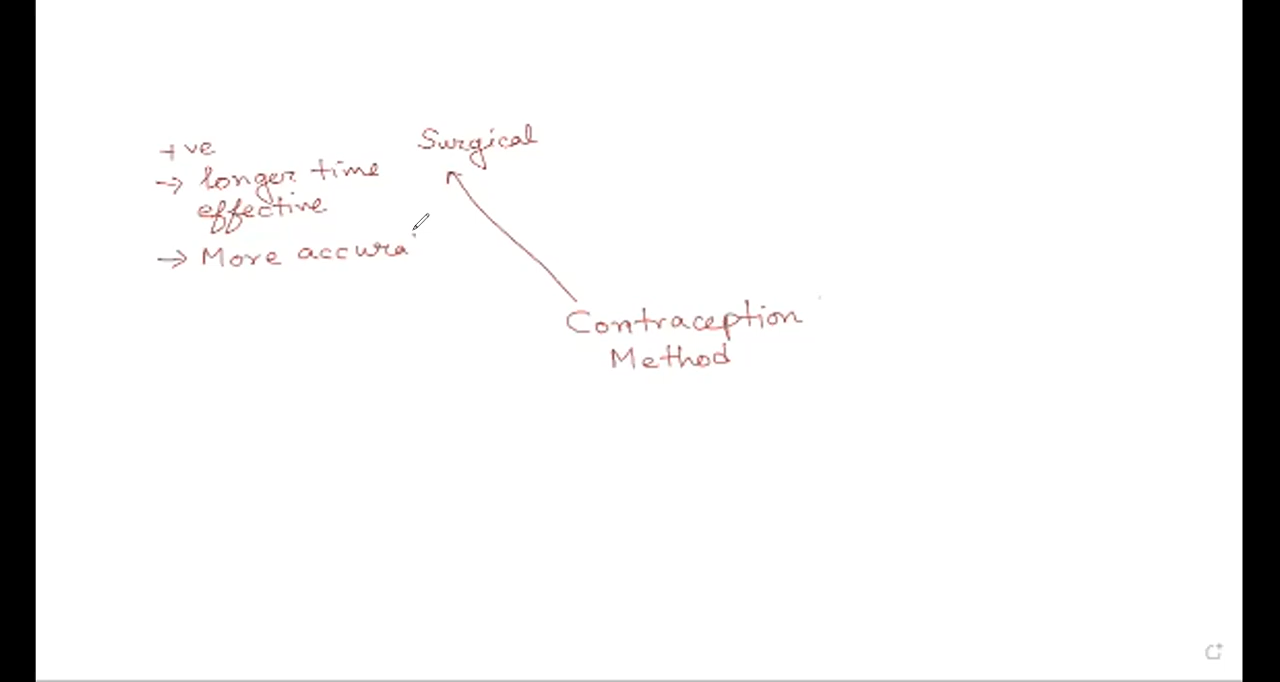 +ve
→ longer time
effective
→ More accura
Surgical
Contraception
Method